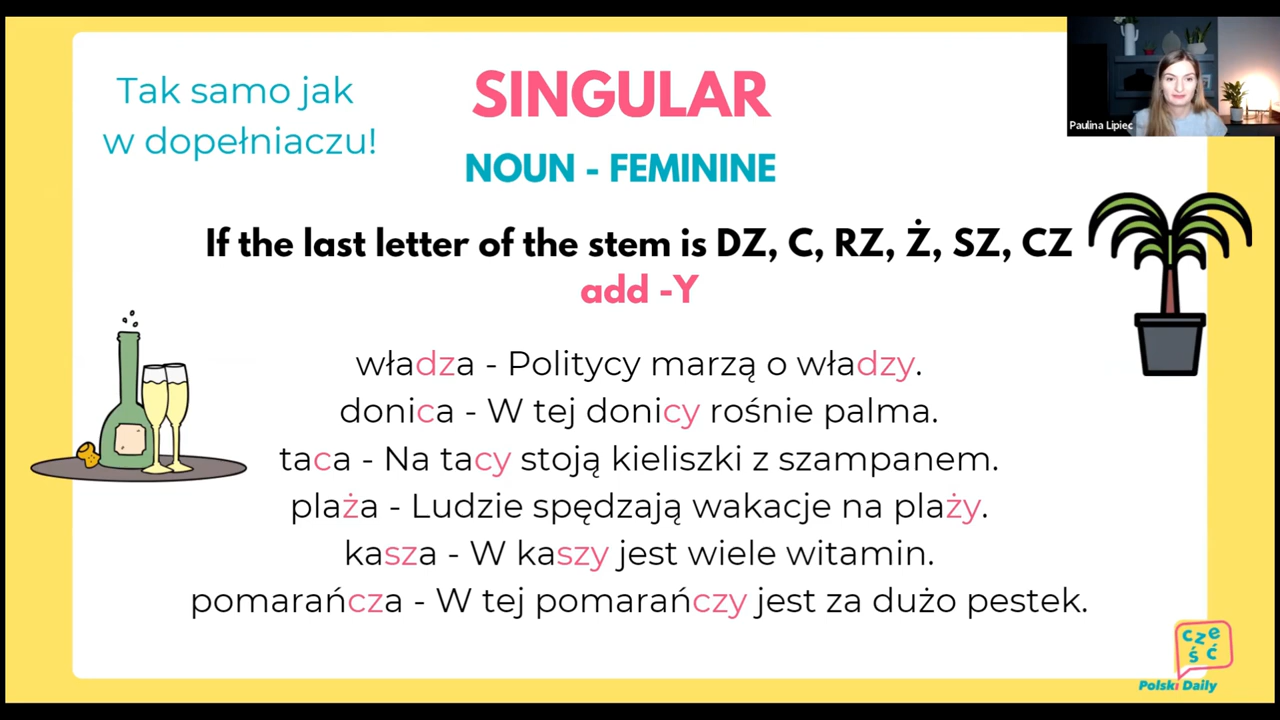 Tak samo jak
w dopełniaczu!
SINGULAR
NOUN - FEMININE
Paulina Lipiec
If the last letter of the stem is DZ, C, RZ, Ż, SZ, CZ
add -Y
władza - Politycy marzą o władzy.
donica - W tej donicy rośnie palma.
taca - Na tacy stoją kieliszki z szampanem.
plaża - Ludzie spędzają wakacje na plaży.
kasza - W kaszy jest wiele witamin.
pomarańcza - W tej pomarańczy jest za dużo pestek.
cze
ść
Polski Daily